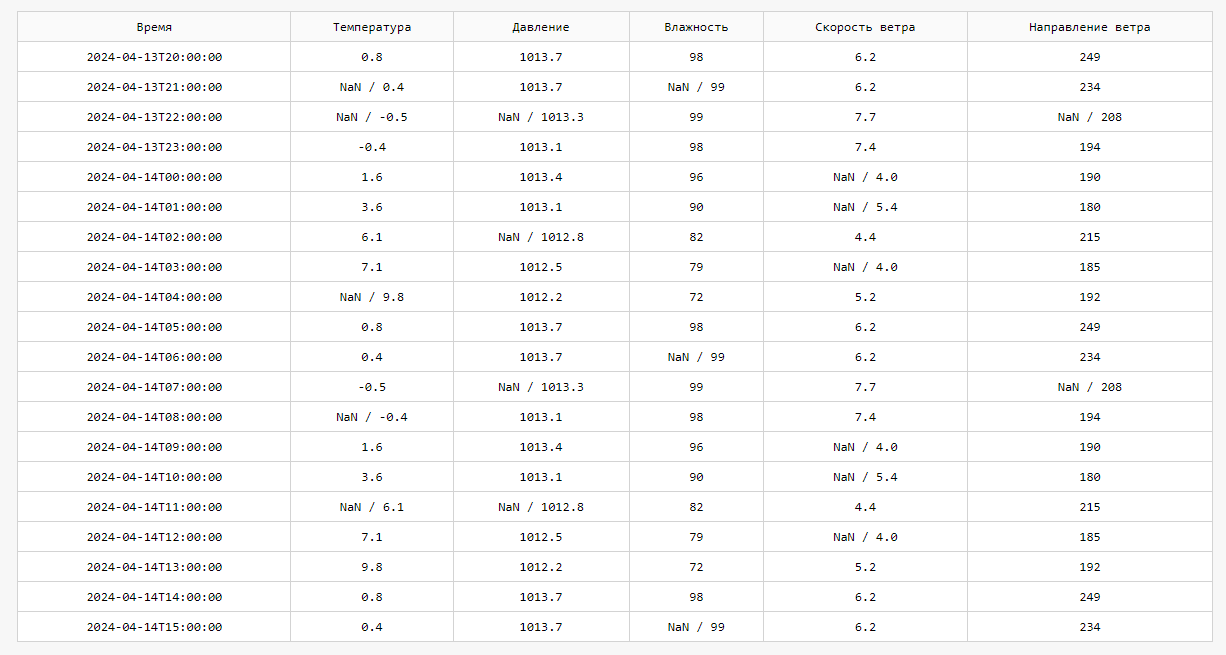 Время Температура Давление Влажность Скорость ветра Направление ветра
2024-04-13T20:00:00 0.8 1013.7 98 6.2 249
2024-04-13T21:00:00 NaN / 0.4 1013.7 NaN / 99 6.2 234
2024-04-13T22:00:00 NaN / -0.5 NaN / 1013.3 99 7.7 NaN / 208
2024-04-13T23:00:00 -0.4 1013.1 98 7.4 194
2024-04-14T00:00:00 1.6 1013.4 96 NaN / 4.0 190
2024-04-14T01:00:00 3.6 1013.1 90 NaN / 5.4 180
2024-04-14T02:00:00 6.1 NaN / 1012.8 82 4.4 215
2024-04-14T03:00:00 7.1 1012.5 79 NaN / 4.0 185
2024-04-14T04:00:00 NaN / 9.8 1012.2 72 5.2 192
2024-04-14T05:00:00 0.8 1013.7 98 6.2 249
2024-04-14T06:00:00 0.4 1013.7 NaN / 99 6.2 234
2024-04-14T07:00:00 -0.5 NaN / 1013.3 99 7.7 NaN / 208
2024-04-14T08:00:00 NaN / -0.4 1013.1 98 7.4 194
2024-04-14T09:00:00 1.6 1013.4 96 NaN / 4.0 190
2024-04-14T10:00:00 3.6 1013.1 90 NaN / 5.4 180
2024-04-14T11:00:00 NaN / 6.1 NaN / 1012.8 82 4.4 215
2024-04-14T12:00:00 7.1 1012.5 79 NaN / 4.0 185
2024-04-14T13:00:00 9.8 1012.2 72 5.2 192
2024-04-14T14:00:00 0.8 1013.7 98 6.2 249
2024-04-14T15:00:00 0.4 1013.7 NaN / 99 6.2 234